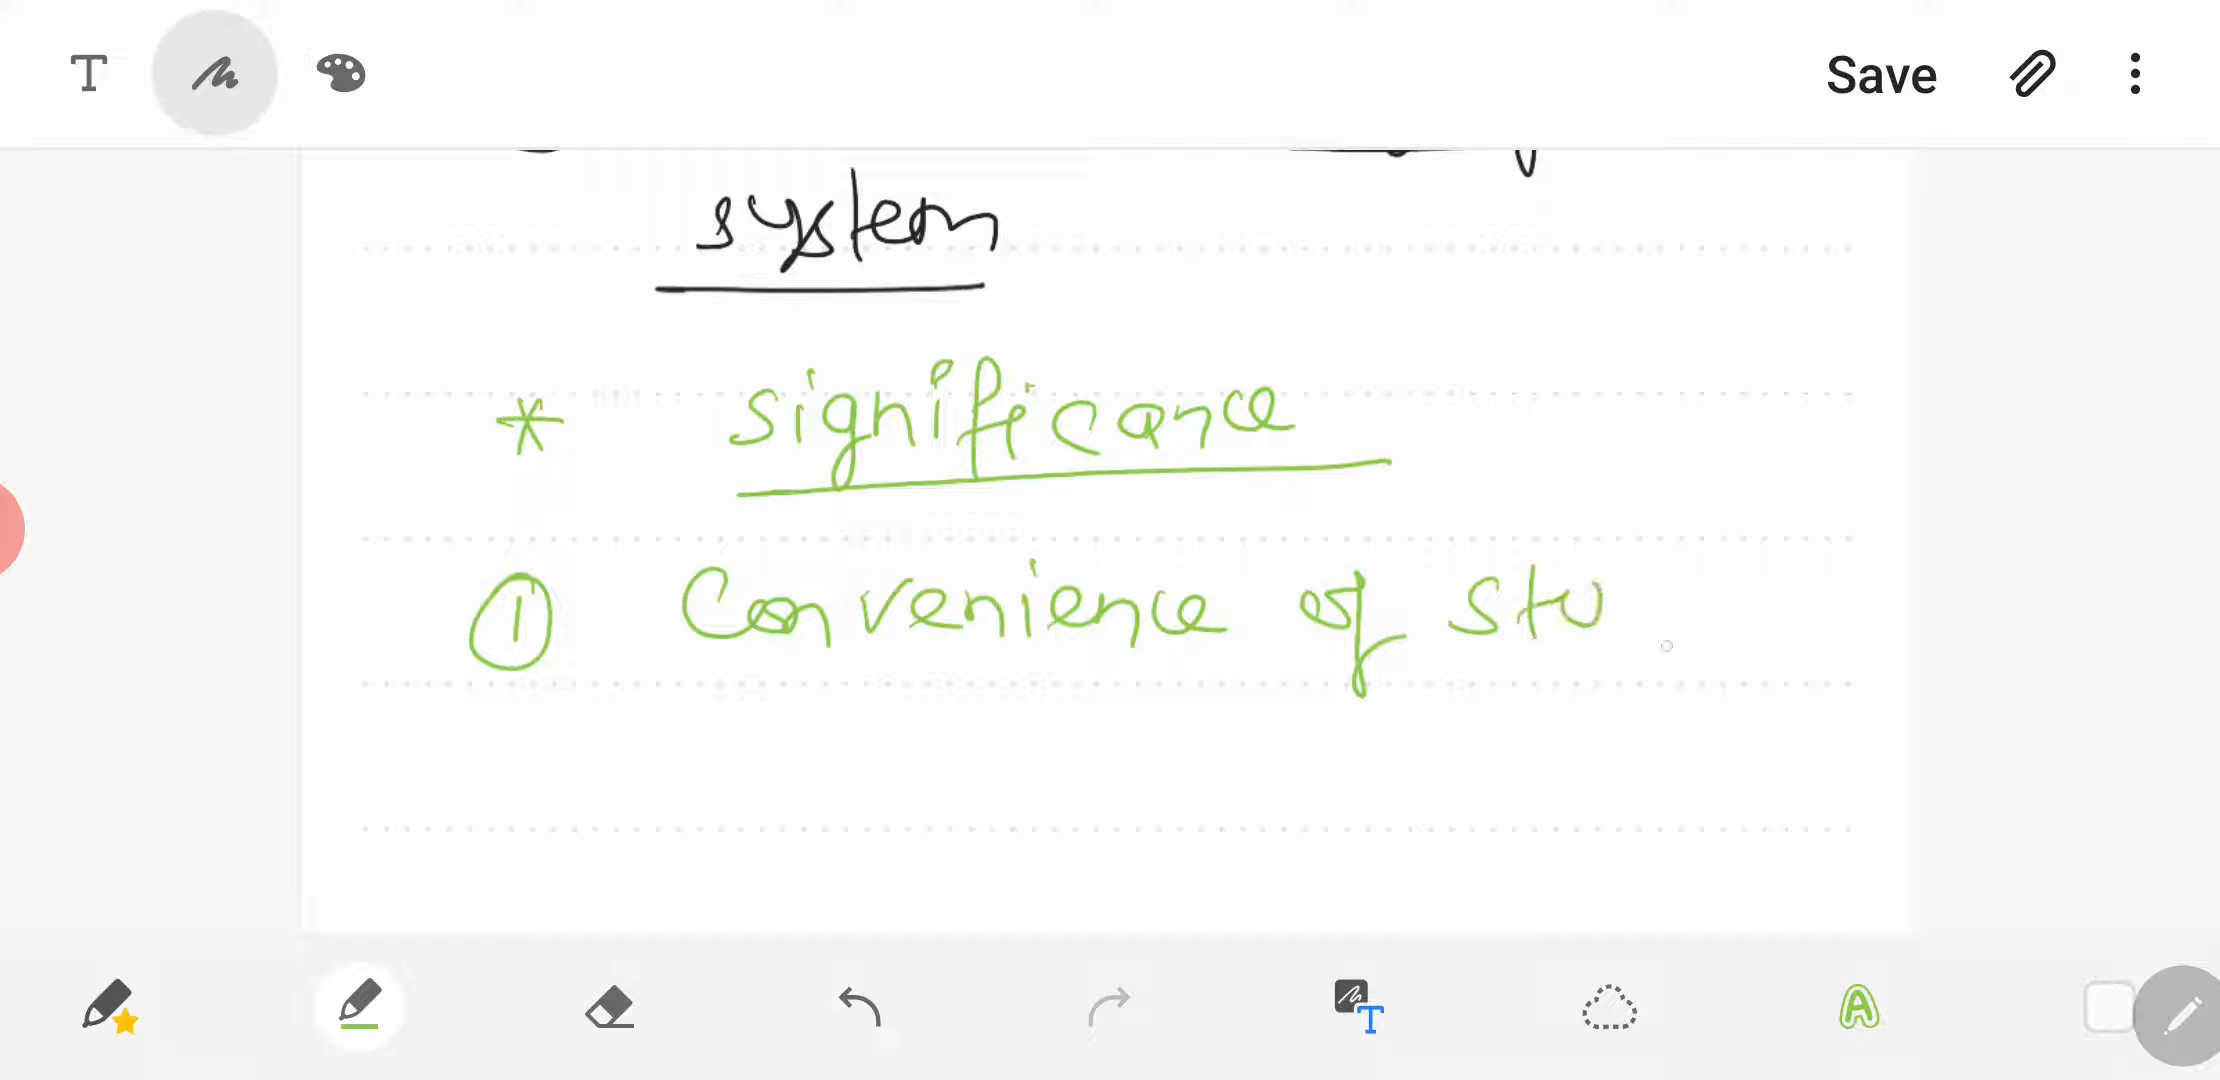 Save
system
* significance
① Convenience of stu